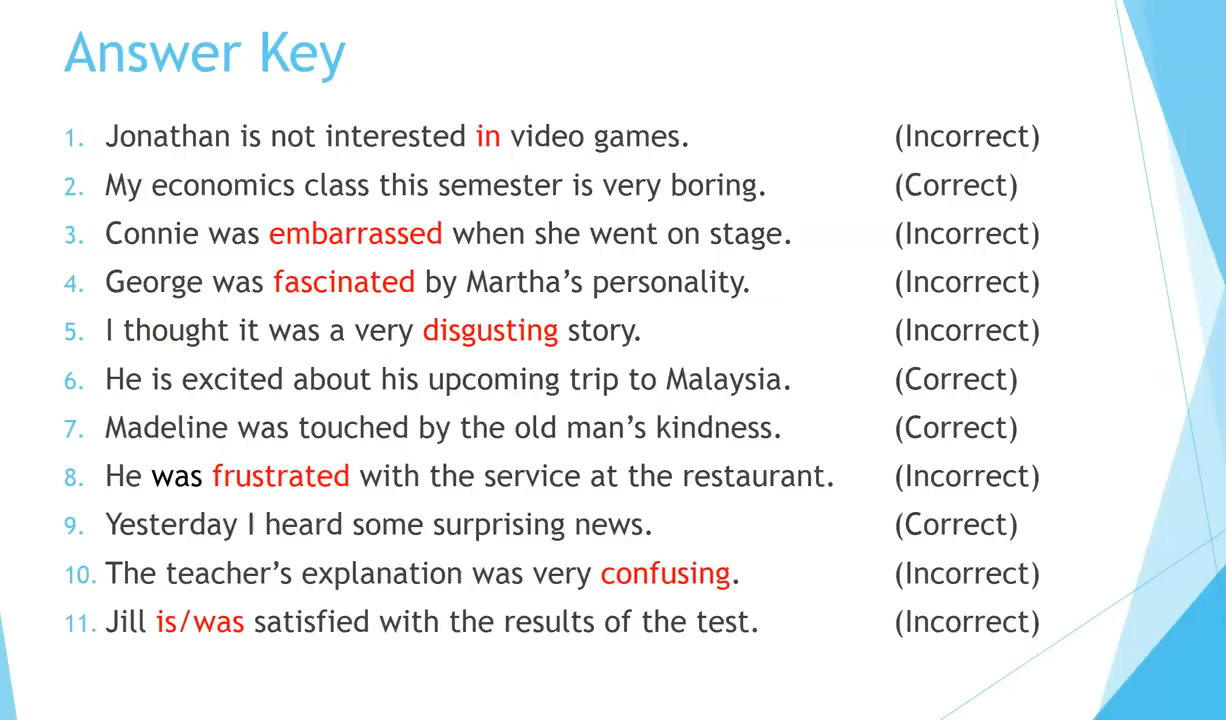 Answer Key
1. Jonathan is not interested in video games. (Incorrect)
2. My economics class this semester is very boring. (Correct)
3. Connie was embarrassed when she went on stage. (Incorrect)
4. George was fascinated by Martha’s personality. (Incorrect)
5. I thought it was a very disgusting story. (Incorrect)
6. He is excited about his upcoming trip to Malaysia. (Correct)
7. Madeline was touched by the old man’s kindness. (Correct)
8. He was frustrated with the service at the restaurant. (Incorrect)
9. Yesterday I heard some surprising news. (Correct)
10. The teacher’s explanation was very confusing. (Incorrect)
11. Jill is/was satisfied with the results of the test. (Incorrect)